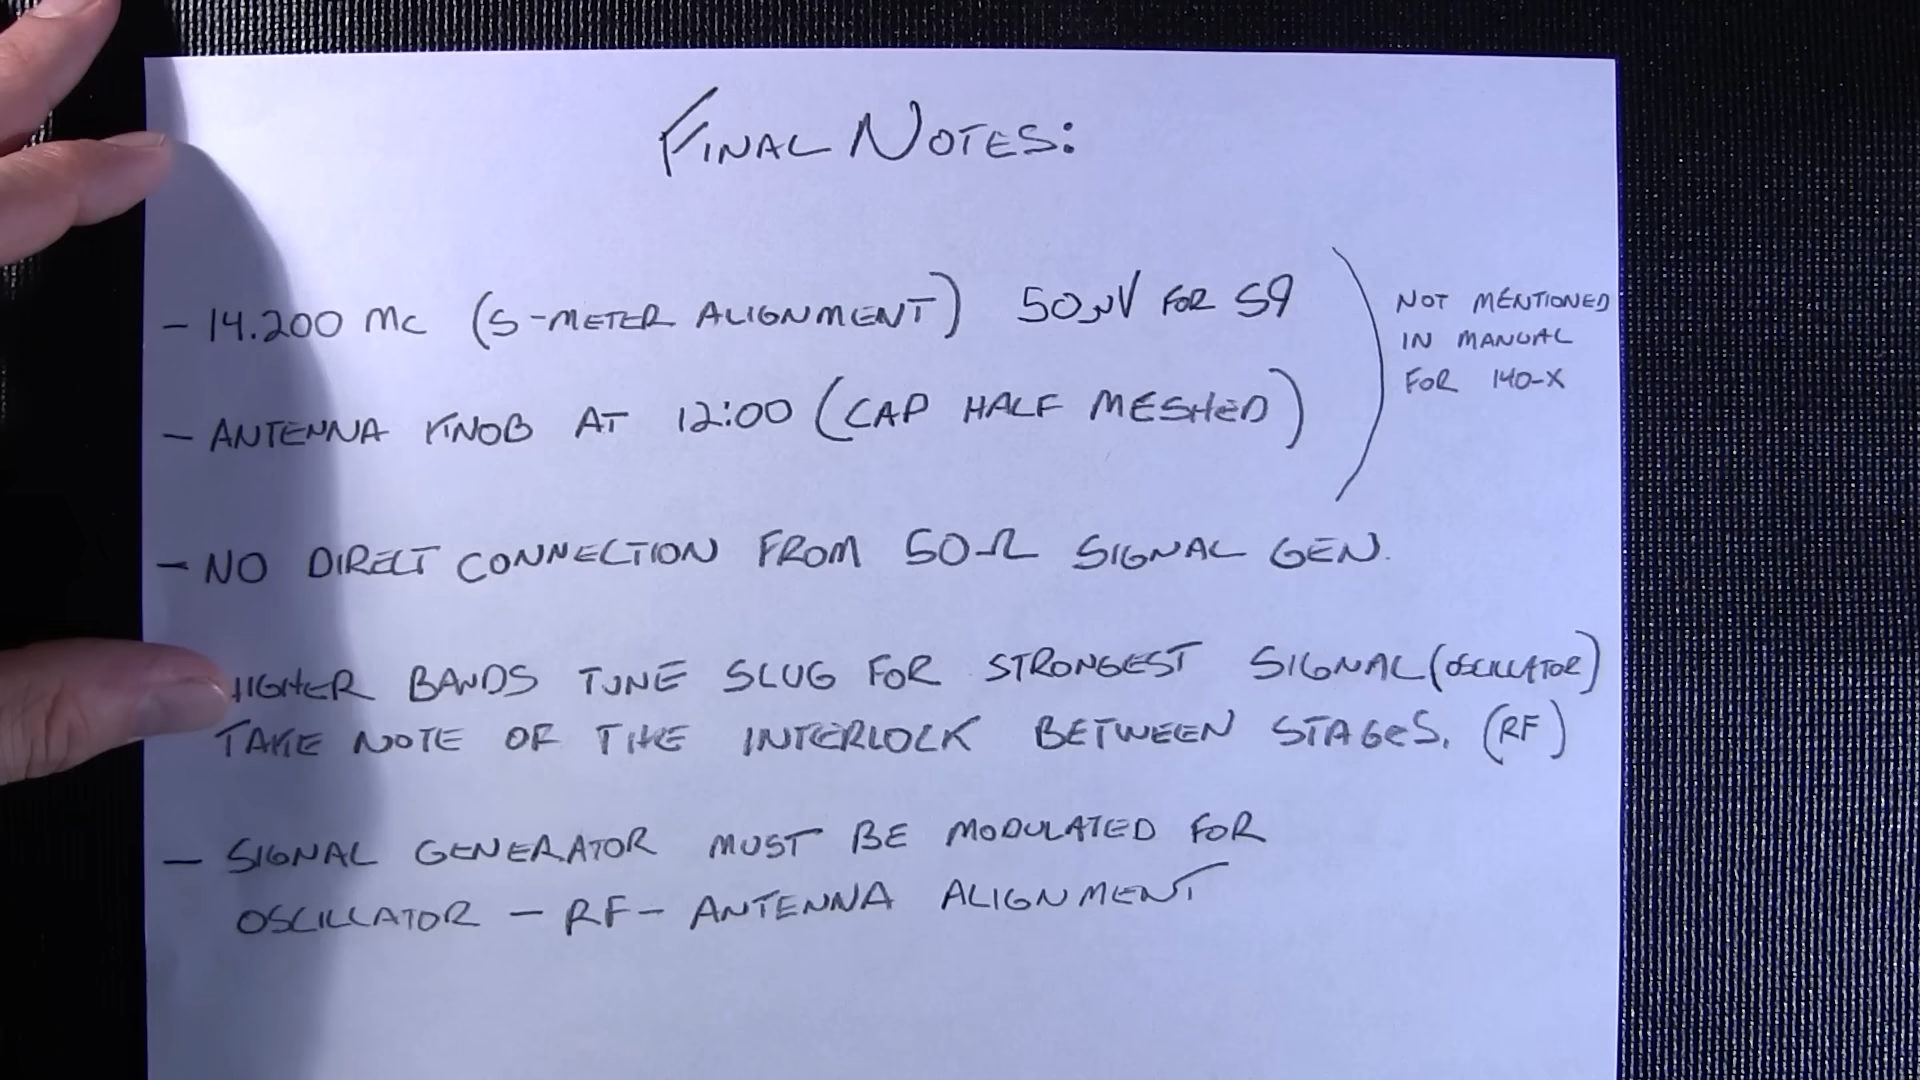 FINAL NOTES:
- 14.200 MC (S-METER ALIGNMENT) 50µV FOR S9
- ANTENNA KNOB AT 12:00 (CAP HALF MESHED)
NOT MENTIONED
IN MANUAL
FOR 140-X
- NO DIRECT CONNECTION FROM 50Ω SIGNAL GEN.
HIGHER BANDS TUNE SLUG FOR STRONGEST SIGNAL (OSCILLATOR)
TAKE NOTE OF THE INTERLOCK BETWEEN STAGES. (RF)
- SIGNAL GENERATOR MUST BE MODULATED FOR
OSCILLATOR - RF - ANTENNA ALIGNMENT